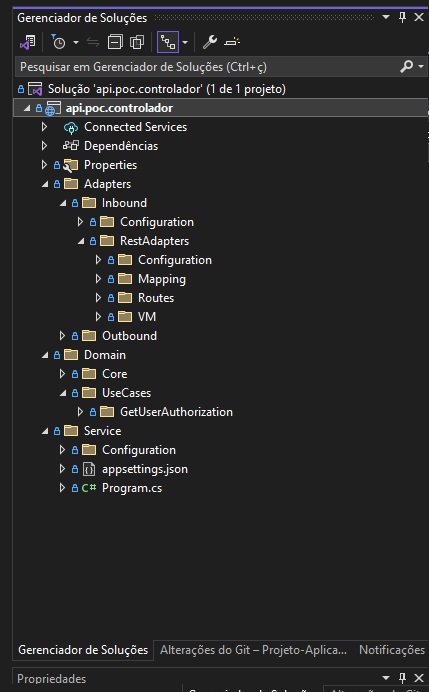 Gerenciador de Soluções
Pesquisar em Gerenciador de Soluções (Ctrl+ç)
Solução 'api.poc.controlador' (1 de 1 projeto)
api.poc.controlador
Connected Services
Dependências
Properties
Adapters
Inbound
Configuration
RestAdapters
Configuration
Mapping
Routes
VM
Outbound
Domain
Core
UseCases
GetUserAuthorization
Service
Configuration
appsettings.json
C# Program.cs
Gerenciador de Soluções Alterações do Git – Projeto-Aplica... Notificações
Propriedades